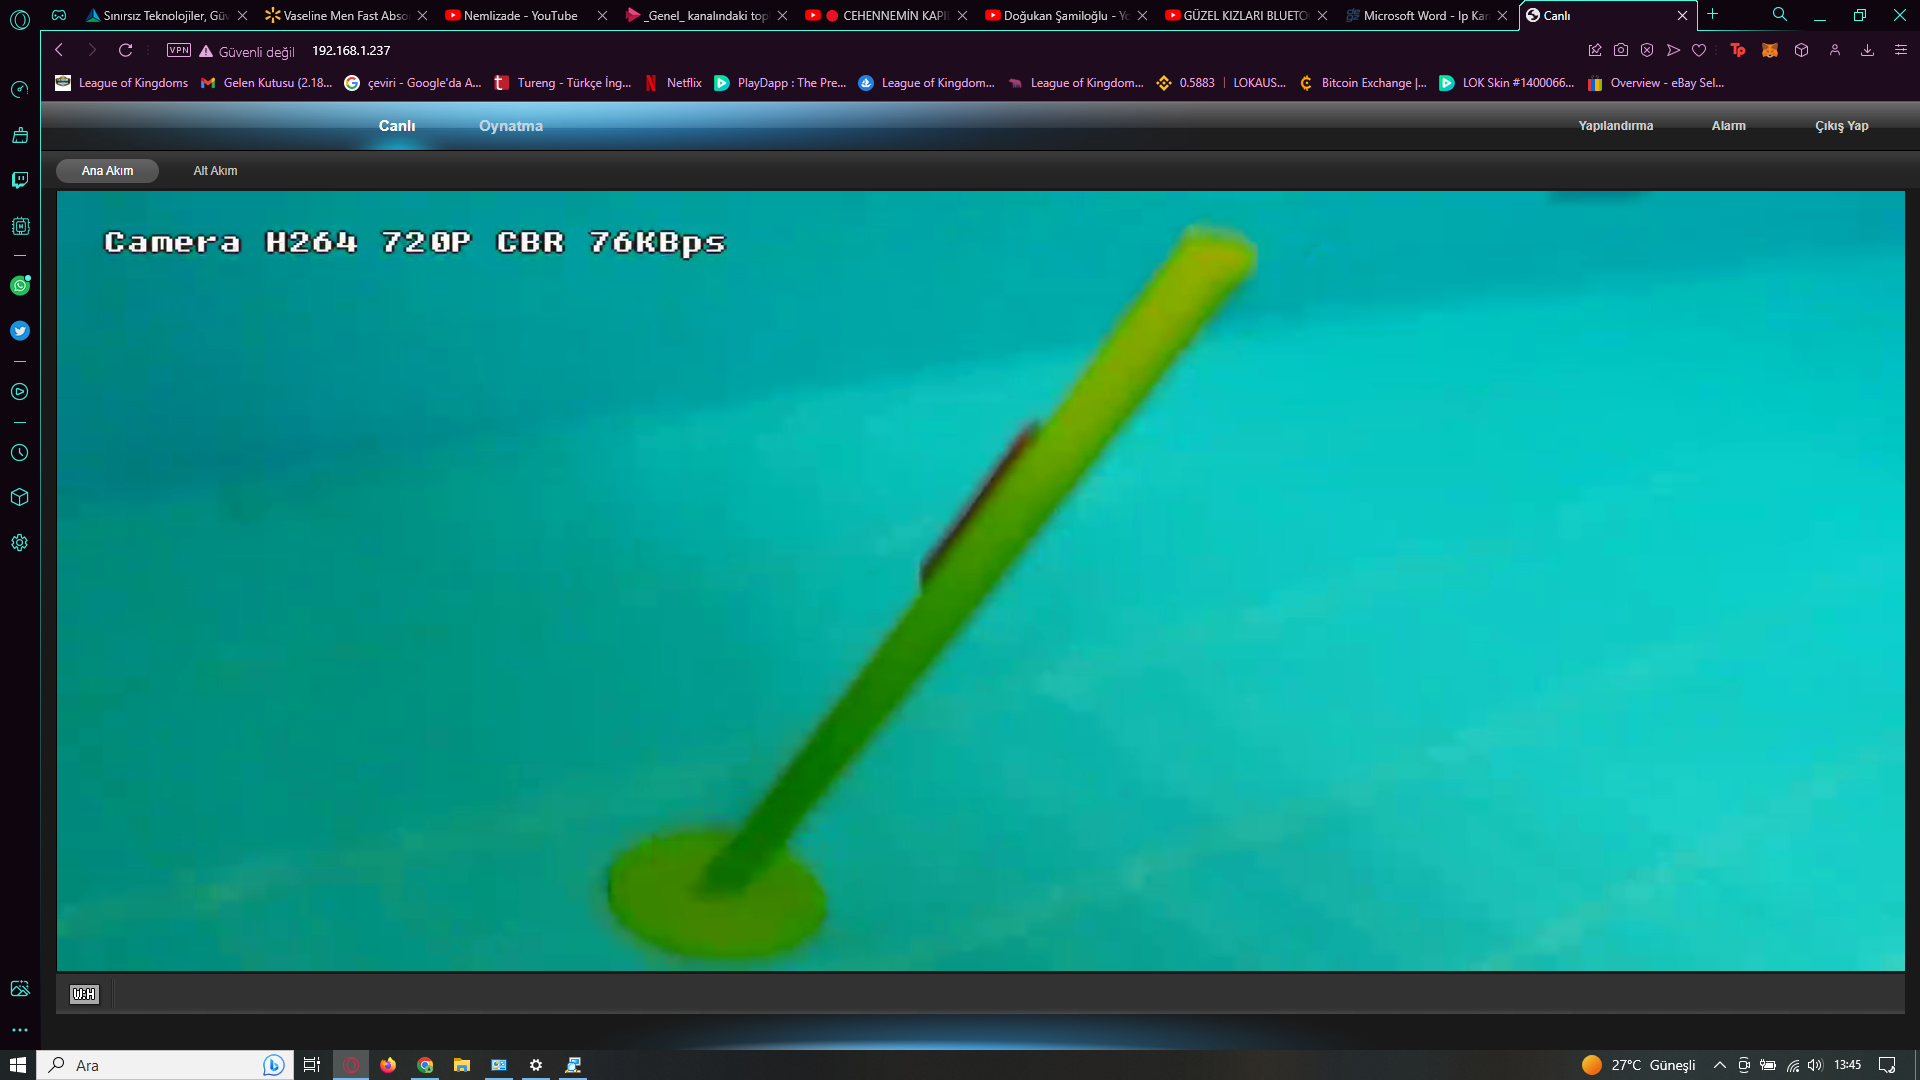 Sınırsız Teknolojiler, Güv
Vaseline Men Fast Abso
Nemlizade - YouTube
_Genel_ kanalındaki top
CEHENNEMİN KAPI
Doğukan Şamiloğlu - Yo
GÜZEL KIZLARI BLUETO
Microsoft Word - Ip Kam
Canlı
VPN
Güvenli değil
192.168.1.237
Tp
League of Kingdoms
Gelen Kutusu (2.18...
çeviri - Google'da A...
Tureng - Türkçe İng...
Netflix
PlayDapp : The Pre...
League of Kingdom...
League of Kingdom...
0.5883 | LOKAUS...
Bitcoin Exchange |...
LOK Skin #1400066...
Overview - eBay Sel...
Canlı
Oynatma
Yapılandırma
Alarm
Çıkış Yap
Ana Akım
Alt Akım
Camera H264 720P CBR 76KBps
W:H
Ara
27°C Güneşli
13:45